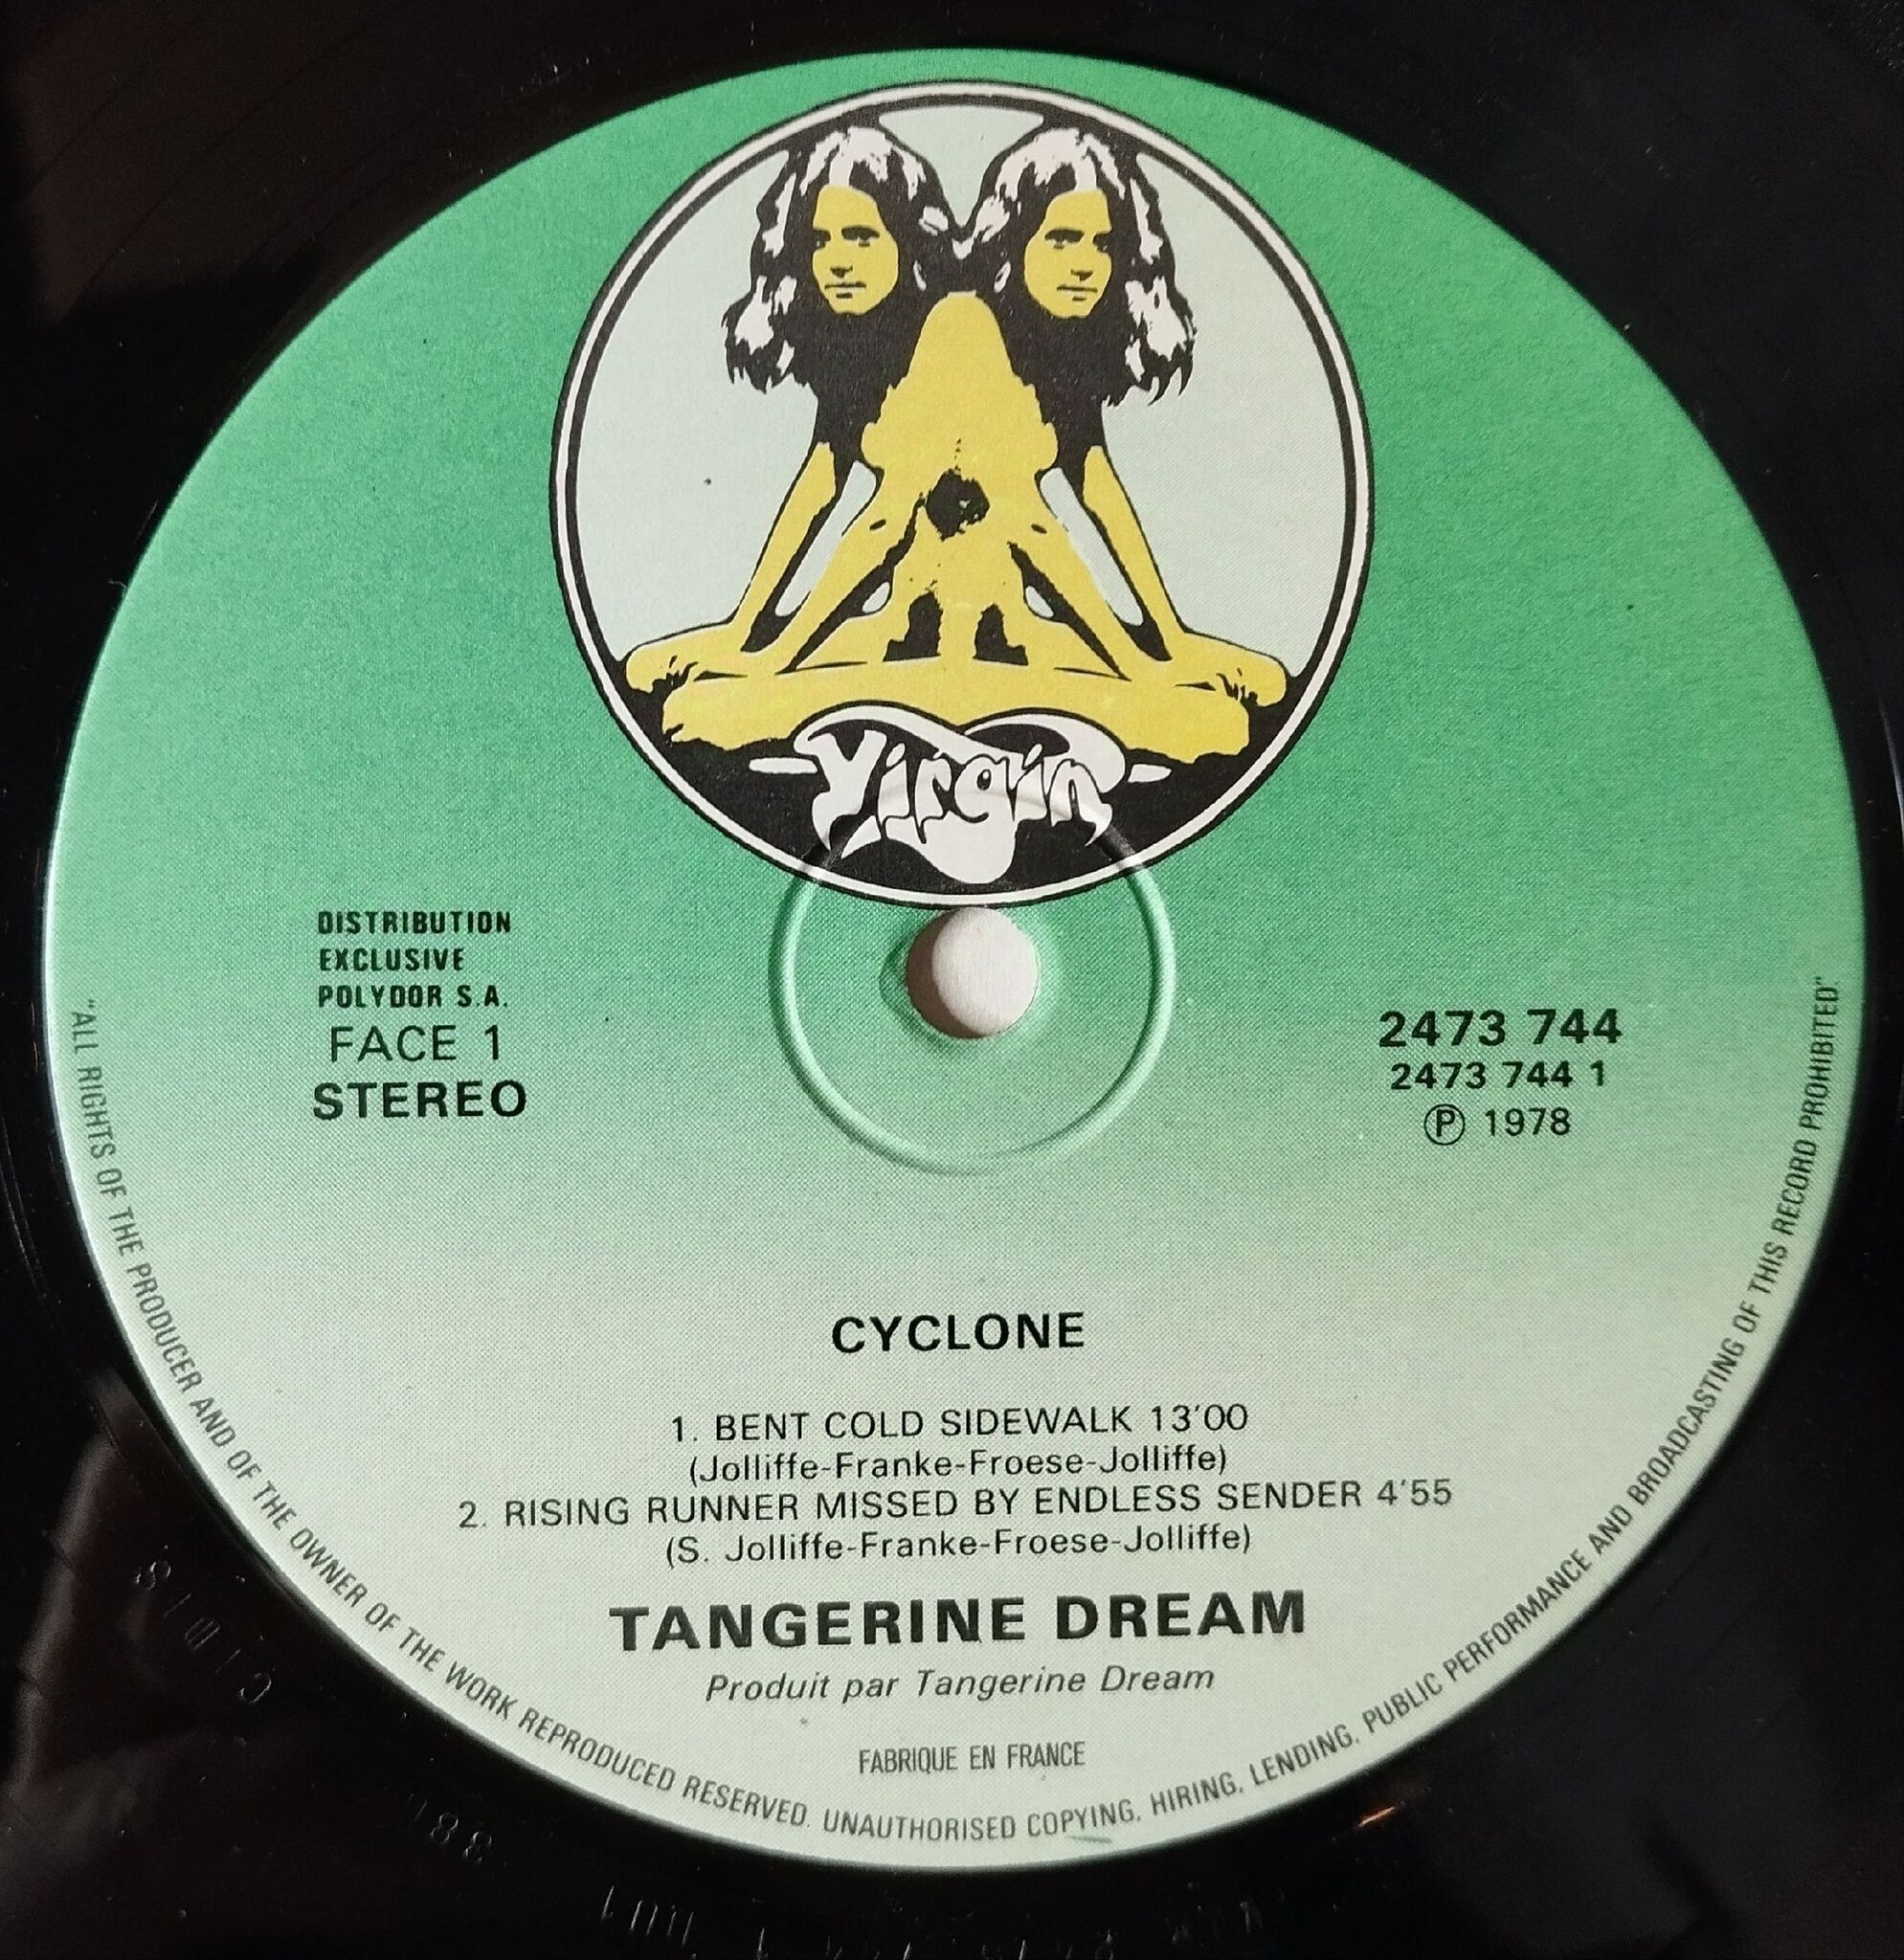 Virgin
DISTRIBUTION
EXCLUSIVE
POLYDOR S.A.
FACE 1
STEREO
2473 744
2473 744 1
Ⓟ 1978
CYCLONE
1. BENT COLD SIDEWALK 13'00
(Jolliffe-Franke-Froese-Jolliffe)
2. RISING RUNNER MISSED BY ENDLESS SENDER 4'55
(S. Jolliffe-Franke-Froese-Jolliffe)
TANGERINE DREAM
Produit par Tangerine Dream
FABRIQUE EN FRANCE
"ALL RIGHTS OF THE PRODUCER AND OF THE OWNER OF THE WORK REPRODUCED RESERVED. UNAUTHORISED COPYING, HIRING, LENDING, PUBLIC PERFORMANCE AND BROADCASTING OF THIS RECORD PROHIBITED"